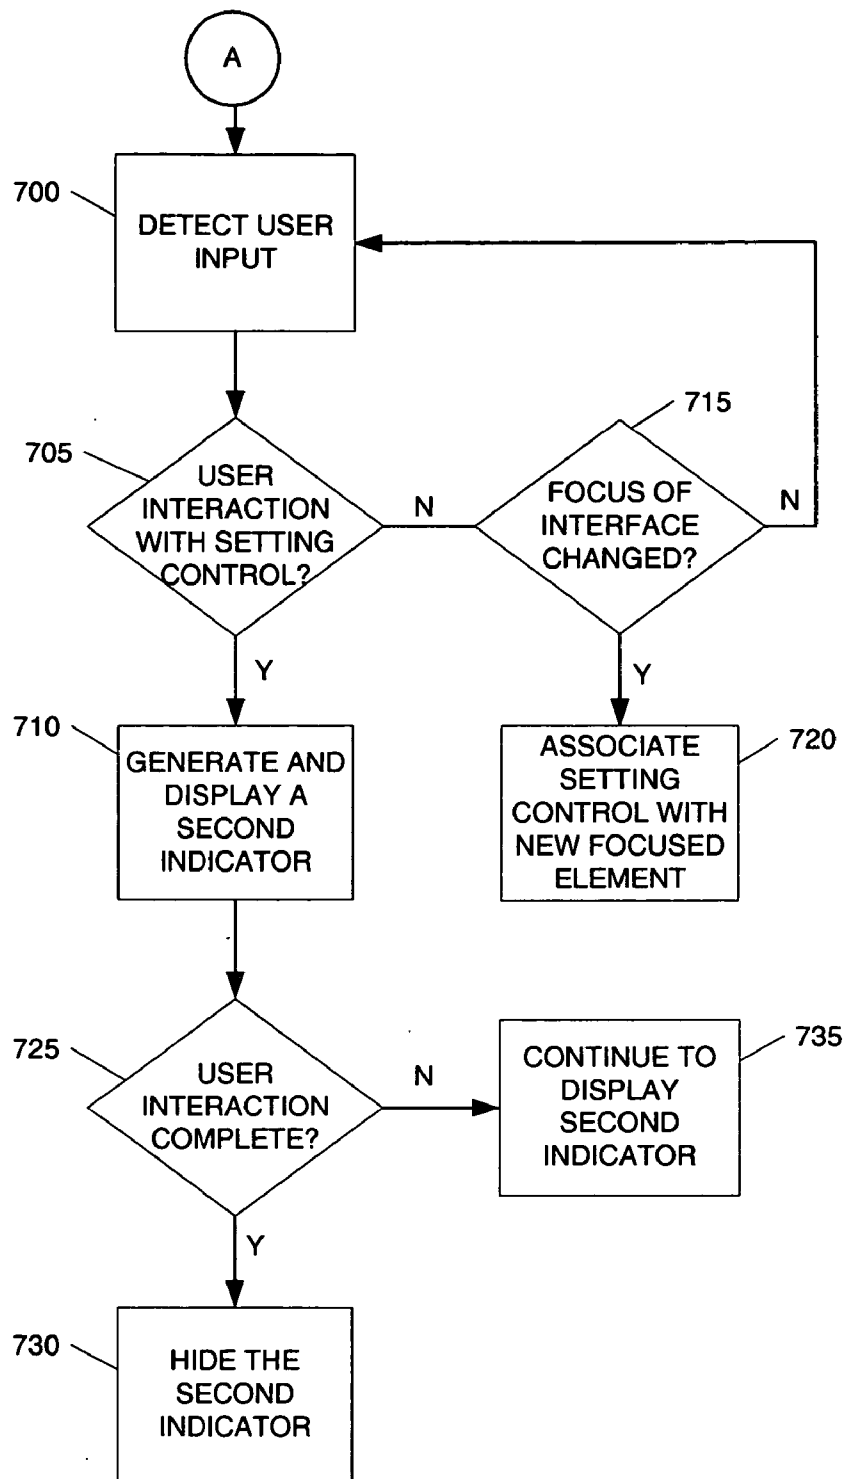 A
700
DETECT USER
INPUT
705
USER
INTERACTION
WITH SETTING
CONTROL?
N
715
FOCUS OF
INTERFACE
CHANGED?
N
Y
Y
710
GENERATE AND
DISPLAY A
SECOND
INDICATOR
720
ASSOCIATE
SETTING
CONTROL WITH
NEW FOCUSED
ELEMENT
725
USER
INTERACTION
COMPLETE?
N
735
CONTINUE TO
DISPLAY
SECOND
INDICATOR
Y
730
HIDE THE
SECOND
INDICATOR